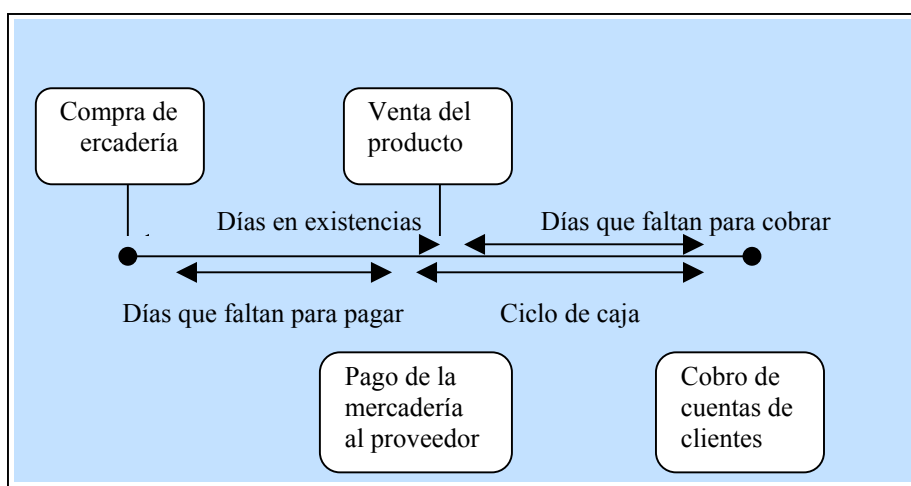 Compra de
ercadería
Venta del
producto
Días en existencias
Días que faltan para cobrar
Días que faltan para pagar
Ciclo de caja
Pago de la
mercadería
al proveedor
Cobro de
cuentas de
clientes